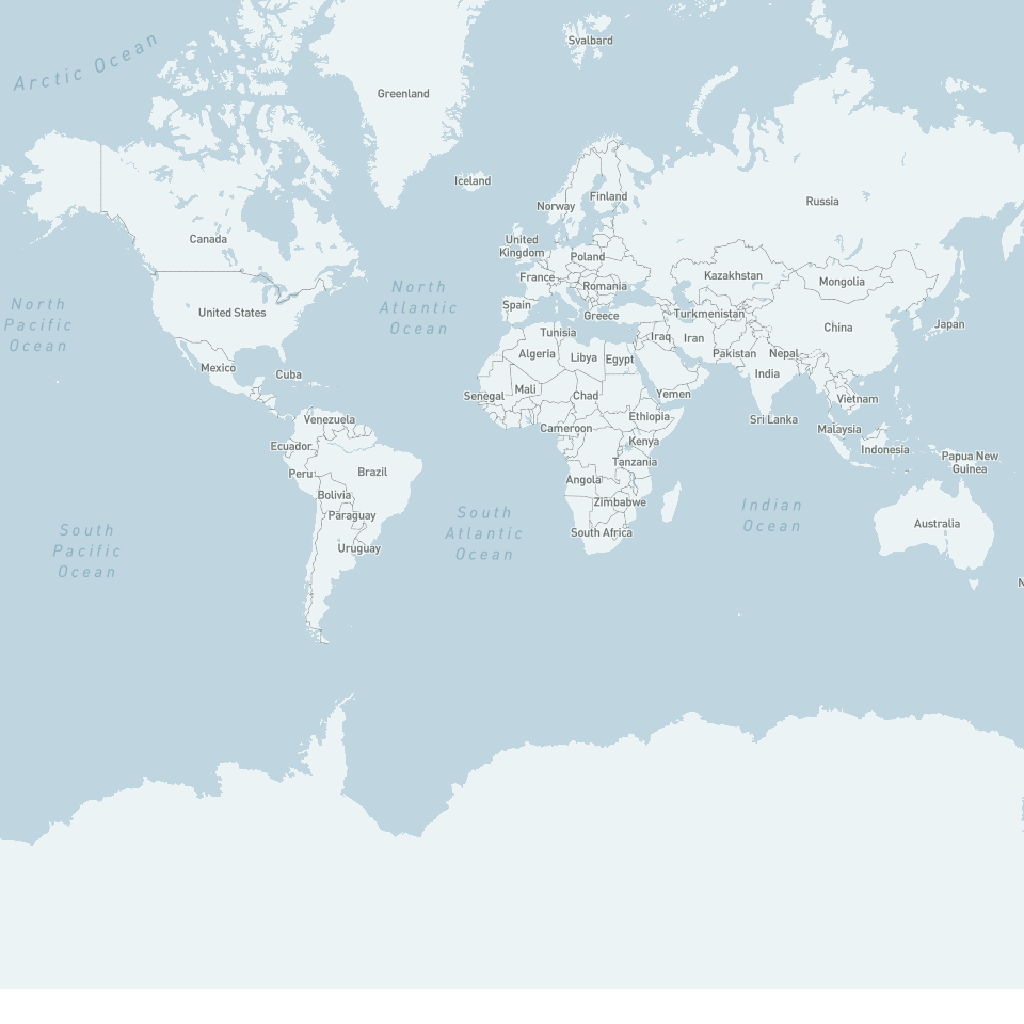 Arctic Ocean
Svalbard
Greenland
Iceland
Finland
Norway
Russia
Canada
United
Kingdom
Poland
France
Kazakhstan
Mongolia
Romania
North
Atlantic
Ocean
North
Pacific
Ocean
Spain
United States
Greece
Turkmenistan
Japan
China
Tunisia
Iraq
Iran
Algeria
Libya
Egypt
Pakistan
Nepal
Mexico
Cuba
India
Mali
Chad
Senegal
Yemen
Vietnam
Venezuela
Cameroon
Ethiopia
Sri Lanka
Malaysia
Ecuador
Kenya
Indonesia
Papua New
Guinea
Peru
Brazil
Tanzania
Angola
Bolivia
Zimbabwe
Paraguay
South
Atlantic
Ocean
Indian
Ocean
Australia
South Africa
South
Pacific
Ocean
Uruguay
N